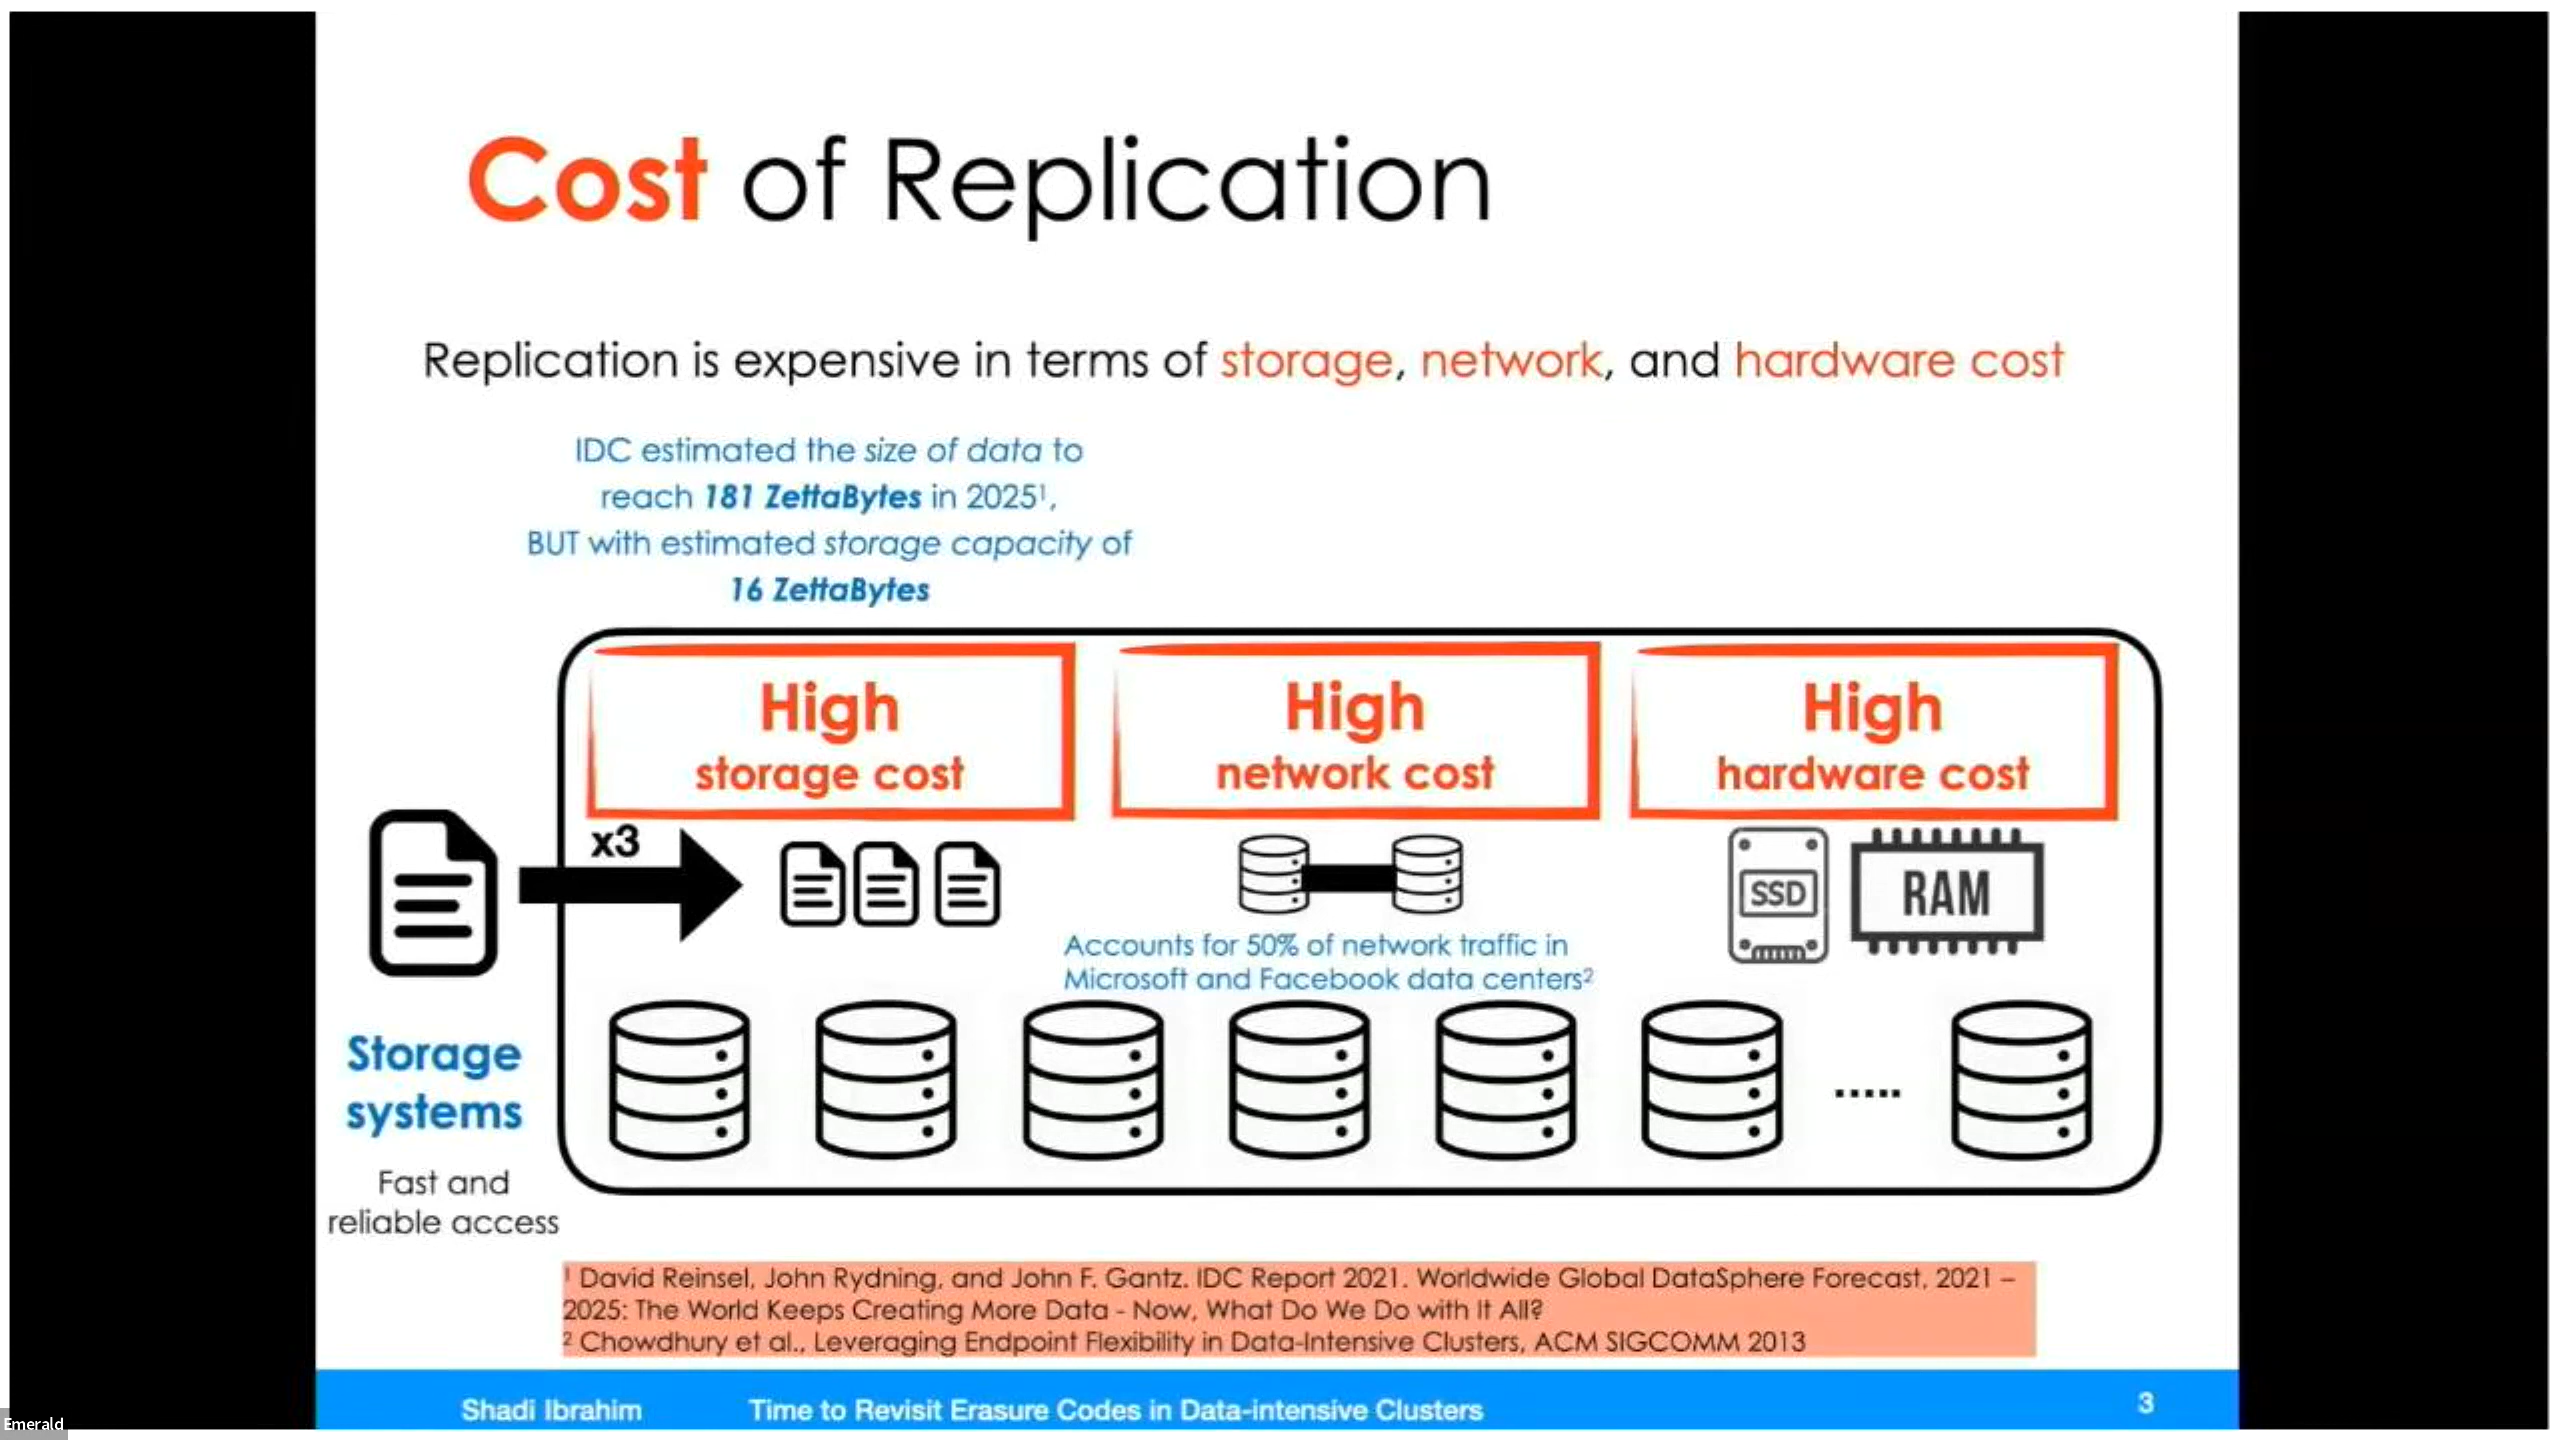 Cost of Replication
Replication is expensive in terms of storage, network, and hardware cost
IDC estimated the size of data to
reach 181 ZettaBytes in 2025¹,
BUT with estimated storage capacity of
16 ZettaBytes
High
storage cost
High
network cost
High
hardware cost
x3
SSD
RAM
Accounts for 50% of network traffic in
Microsoft and Facebook data centers²
Storage
systems
.....
Fast and
reliable access
¹ David Reinsel, John Rydning, and John F. Gantz. IDC Report 2021. Worldwide Global DataSphere Forecast, 2021 –
2025: The World Keeps Creating More Data - Now, What Do We Do with It All?
² Chowdhury et al., Leveraging Endpoint Flexibility in Data-Intensive Clusters, ACM SIGCOMM 2013
Shadi Ibrahim Time to Revisit Erasure Codes in Data-intensive Clusters 3
Emerald